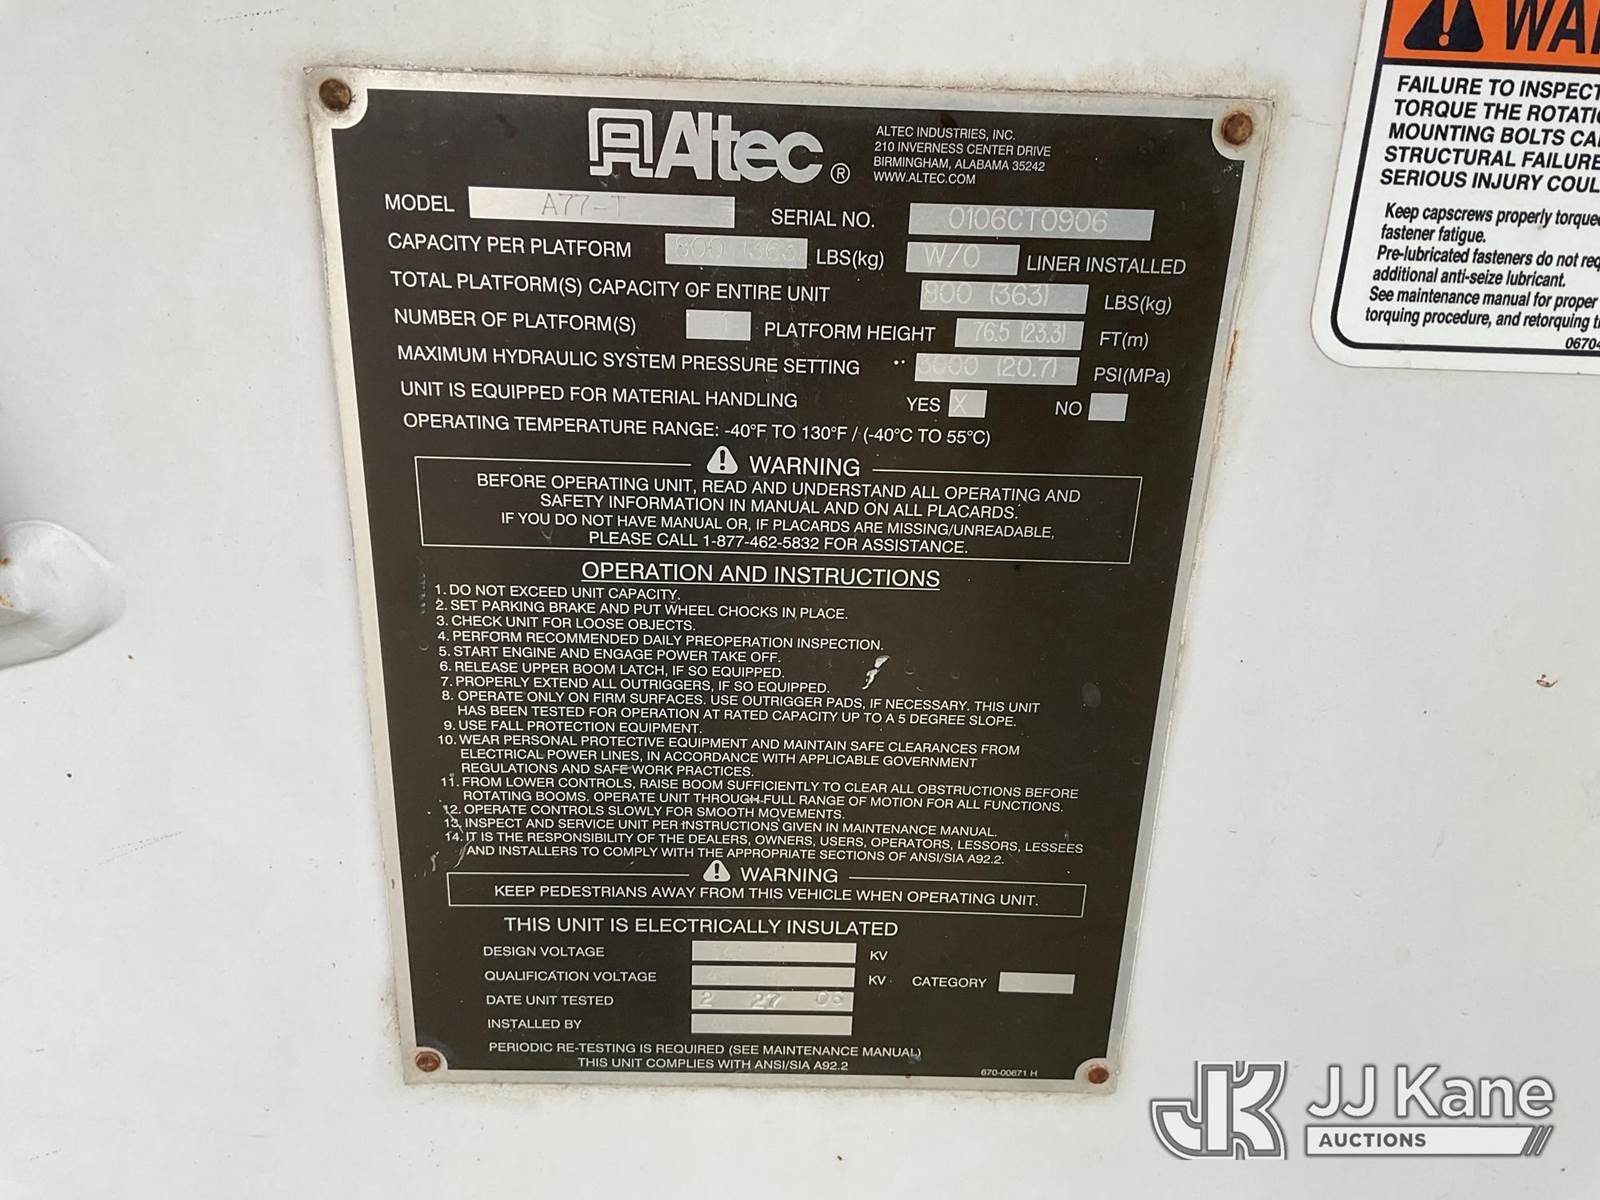 Altec ®
ALTEC INDUSTRIES, INC.
210 INVERNESS CENTER DRIVE
BIRMINGHAM, ALABAMA 35242
WWW.ALTEC.COM
MODEL A77-T SERIAL NO. 0106CT0906
CAPACITY PER PLATFORM 800 (363) LBS(kg) W/O LINER INSTALLED
TOTAL PLATFORM(S) CAPACITY OF ENTIRE UNIT 800 (363) LBS(kg)
NUMBER OF PLATFORM(S) PLATFORM HEIGHT 76.5 (23.3) FT(m)
MAXIMUM HYDRAULIC SYSTEM PRESSURE SETTING 3000 (20.7) PSI(MPa)
UNIT IS EQUIPPED FOR MATERIAL HANDLING YES X NO
OPERATING TEMPERATURE RANGE: -40°F TO 130°F / (-40°C TO 55°C)
WARNING
BEFORE OPERATING UNIT, READ AND UNDERSTAND ALL OPERATING AND
SAFETY INFORMATION IN MANUAL AND ON ALL PLACARDS.
IF YOU DO NOT HAVE MANUAL OR, IF PLACARDS ARE MISSING/UNREADABLE,
PLEASE CALL 1-877-462-5832 FOR ASSISTANCE.
OPERATION AND INSTRUCTIONS
1. DO NOT EXCEED UNIT CAPACITY.
2. SET PARKING BRAKE AND PUT WHEEL CHOCKS IN PLACE.
3. CHECK UNIT FOR LOOSE OBJECTS.
4. PERFORM RECOMMENDED DAILY PREOPERATION INSPECTION.
5. START ENGINE AND ENGAGE POWER TAKE OFF.
6. RELEASE UPPER BOOM LATCH, IF SO EQUIPPED.
7. PROPERLY EXTEND ALL OUTRIGGERS, IF SO EQUIPPED.
8. OPERATE ONLY ON FIRM SURFACES. USE OUTRIGGER PADS, IF NECESSARY. THIS UNIT
HAS BEEN TESTED FOR OPERATION AT RATED CAPACITY UP TO A 5 DEGREE SLOPE.
9. USE FALL PROTECTION EQUIPMENT.
10. WEAR PERSONAL PROTECTIVE EQUIPMENT AND MAINTAIN SAFE CLEARANCES FROM
ELECTRICAL POWER LINES, IN ACCORDANCE WITH APPLICABLE GOVERNMENT
REGULATIONS AND SAFE WORK PRACTICES.
11. FROM LOWER CONTROLS, RAISE BOOM SUFFICIENTLY TO CLEAR ALL OBSTRUCTIONS BEFORE
ROTATING BOOMS. OPERATE UNIT THROUGH FULL RANGE OF MOTION FOR ALL FUNCTIONS.
12. OPERATE CONTROLS SLOWLY FOR SMOOTH MOVEMENTS.
13. INSPECT AND SERVICE UNIT PER INSTRUCTIONS GIVEN IN MAINTENANCE MANUAL.
14. IT IS THE RESPONSIBILITY OF THE DEALERS, OWNERS, USERS, OPERATORS, LESSORS, LESSEES
AND INSTALLERS TO COMPLY WITH THE APPROPRIATE SECTIONS OF ANSI/SIA A92.2.
WARNING
KEEP PEDESTRIANS AWAY FROM THIS VEHICLE WHEN OPERATING UNIT.
THIS UNIT IS ELECTRICALLY INSULATED
DESIGN VOLTAGE KV
QUALIFICATION VOLTAGE KV CATEGORY
DATE UNIT TESTED 2 27 06
INSTALLED BY
PERIODIC RE-TESTING IS REQUIRED (SEE MAINTENANCE MANUAL)
THIS UNIT COMPLIES WITH ANSI/SIA A92.2
670-00671 H
WAR
FAILURE TO INSPECT
TORQUE THE ROTATI
MOUNTING BOLTS CA
STRUCTURAL FAILURE
SERIOUS INJURY COUL
Keep capscrews properly torque
fastener fatigue.
Pre-lubricated fasteners do not req
additional anti-seize lubricant.
See maintenance manual for proper
torquing procedure, and retorquing t
06704
JJ Kane
AUCTIONS